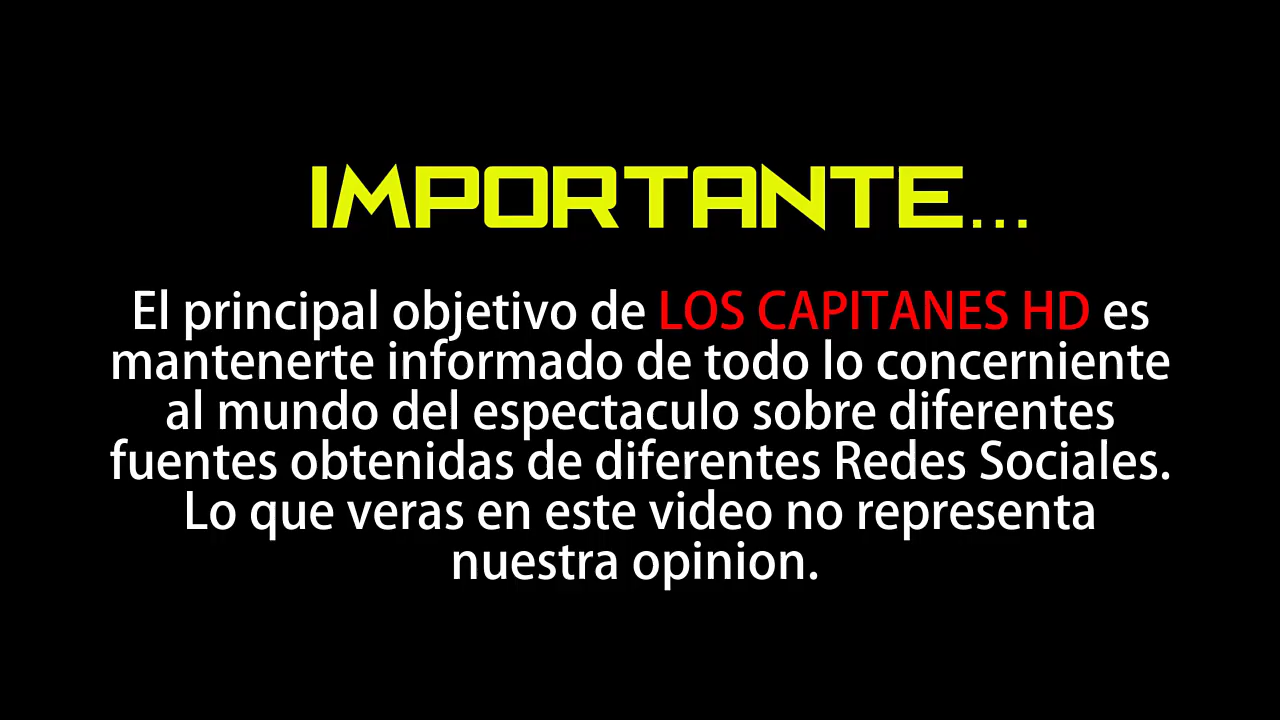 IMPORTANTE...
El principal objetivo de LOS CAPITANES HD es
mantenerte informado de todo lo concerniente
al mundo del espectaculo sobre diferentes
fuentes obtenidas de diferentes Redes Sociales.
Lo que veras en este video no representa
nuestra opinion.